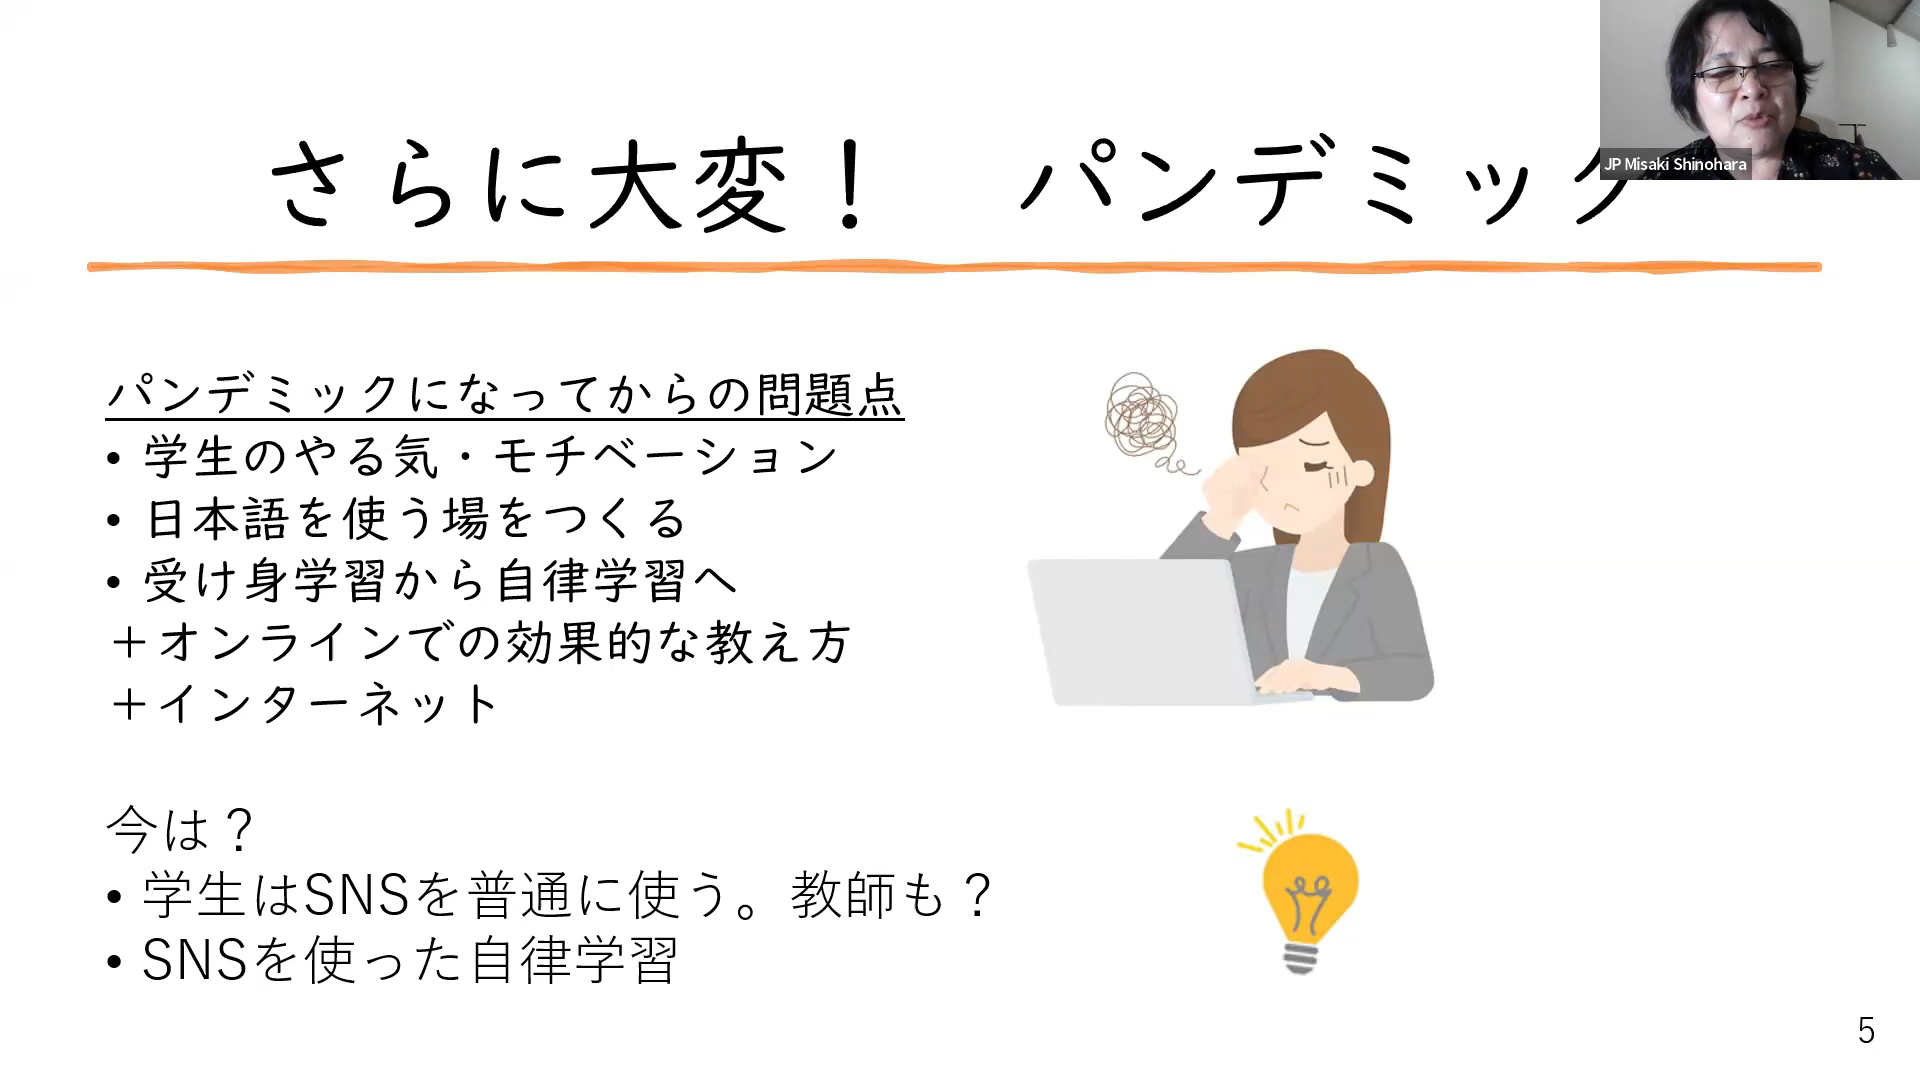 さらに大変！　パンデミック
JP Misaki Shinohara
パンデミックになってからの問題点
• 学生のやる気・モチベーション
• 日本語を使う場をつくる
• 受け身学習から自律学習へ
＋オンラインでの効果的な教え方
＋インターネット
今は？
• 学生はSNSを普通に使う。教師も？
• SNSを使った自律学習
5